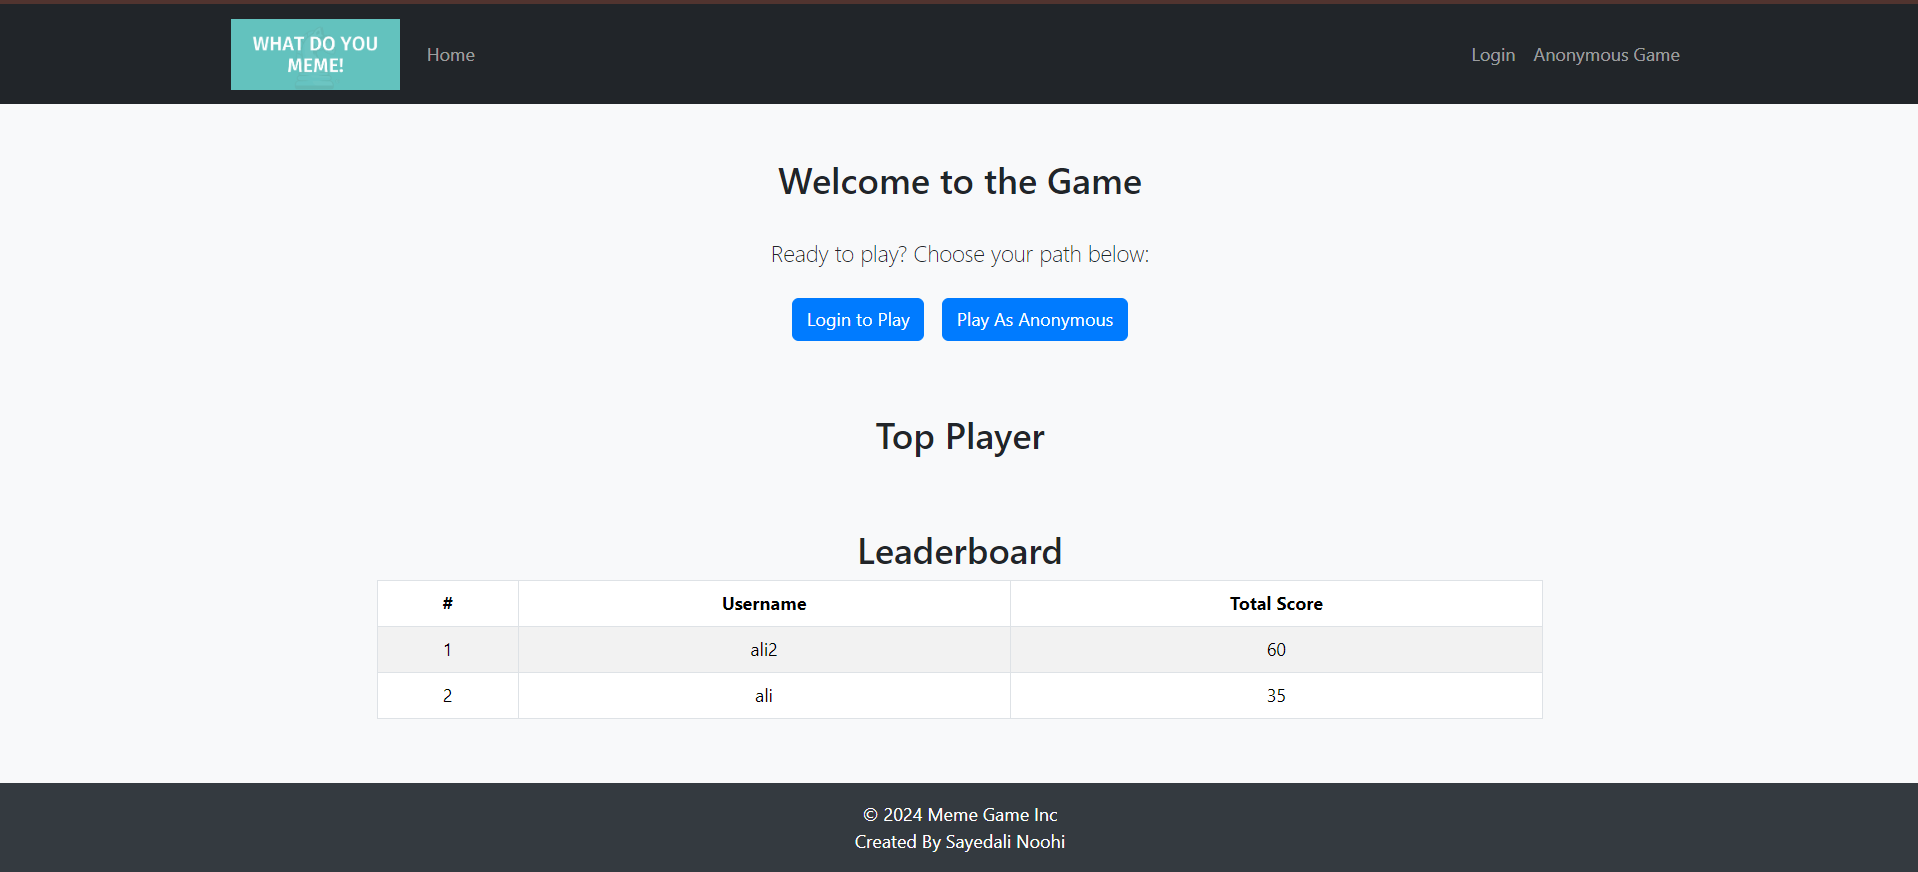 WHAT DO YOU
MEME!
Home
Login
Anonymous Game
Welcome to the Game
Ready to play? Choose your path below:
Login to Play
Play As Anonymous
Top Player
Leaderboard
# Username Total Score
1 ali2 60
2 ali 35
© 2024 Meme Game Inc
Created By Sayedali Noohi